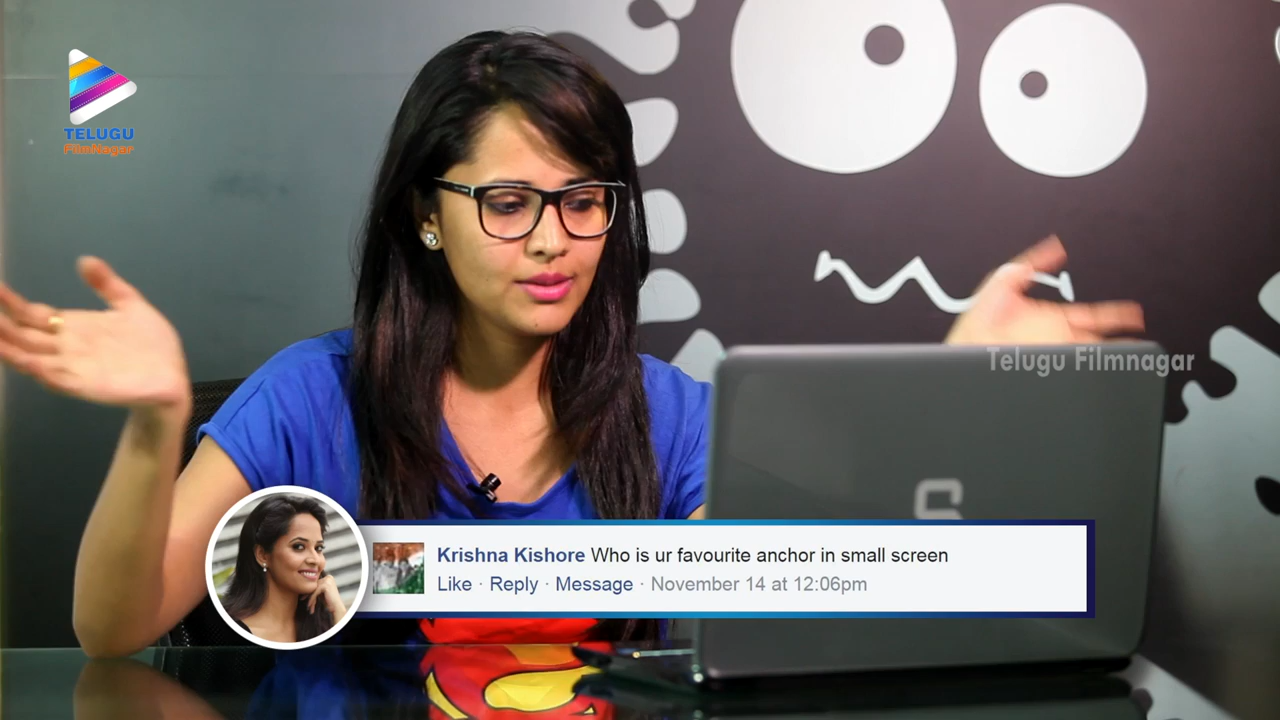 TELUGU
FilmNagar
Telugu Filmnagar
Krishna Kishore Who is ur favourite anchor in small screen
Like · Reply · Message · November 14 at 12:06pm